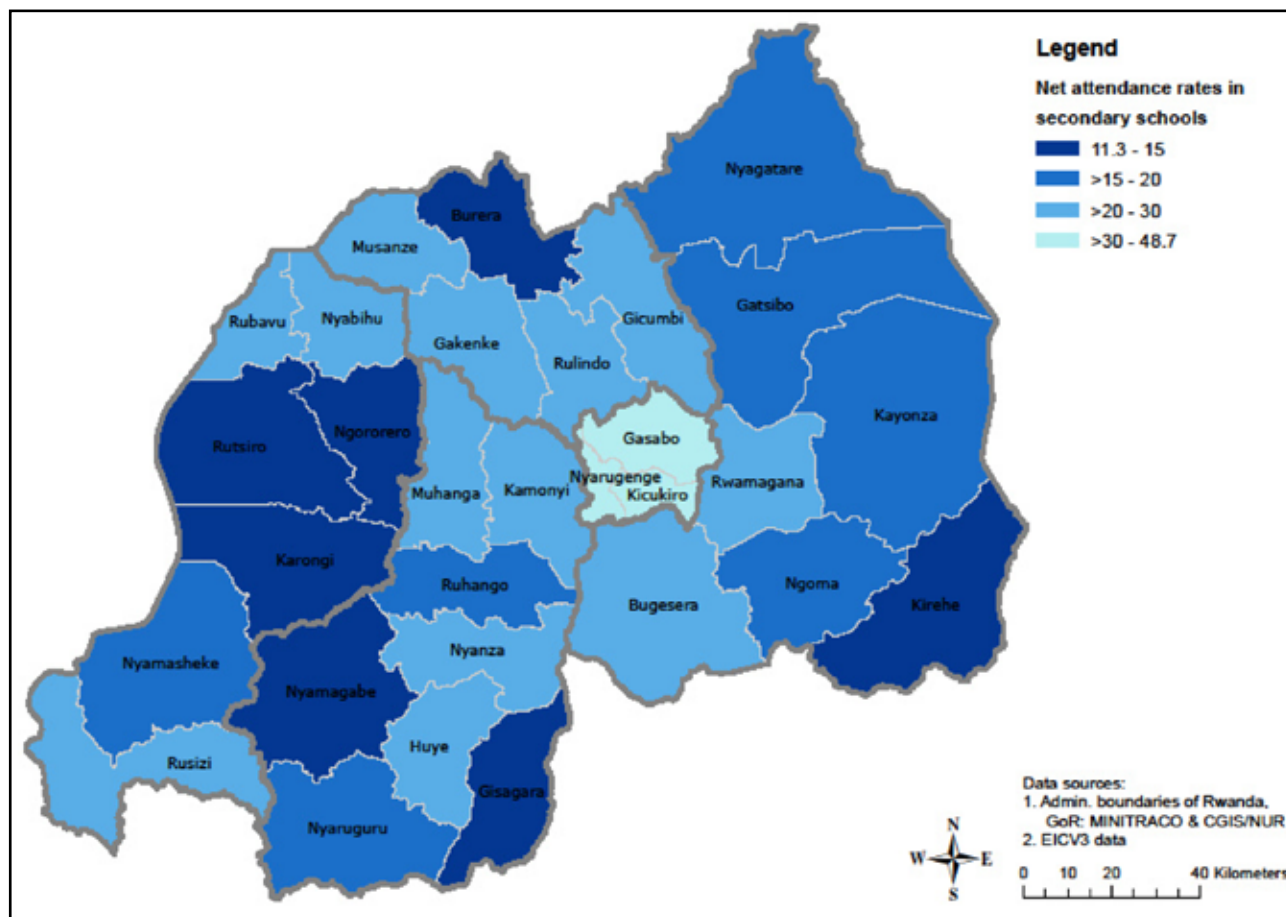 Legend
Net attendance rates in
secondary schools
11.3 - 15
>15 - 20
>20 - 30
>30 - 48.7
Nyagatare
Burera
Musanze
Gatsibo
Rubavu
Nyabihu
Gicumbi
Gakenke
Rulindo
Kayonza
Rutsiro
Ngororero
Gasabo
Nyarugenge
Kicukiro
Rwamagana
Muhanga
Kamonyi
Karongi
Ruhango
Ngoma
Bugesera
Kirehe
Nyanza
Nyamasheke
Nyamagabe
Huye
Rusizi
Gisagara
Nyaruguru
Data sources:
1. Admin. boundaries of Rwanda,
GoR: MINITRACO & CGIS/NUR
2. EICV3 data
N
W E
S
0 10 20 40 Kilometers